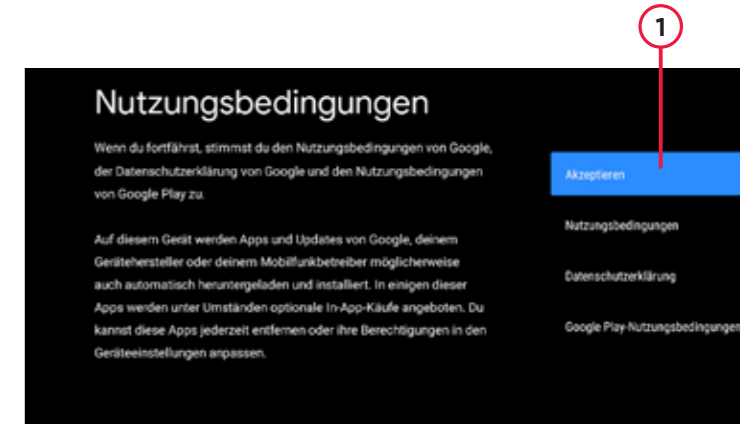 1
Nutzungsbedingungen
Wenn du fortfährst, stimmst du den Nutzungsbedingungen von Google,
der Datenschutzerklärung von Google und den Nutzungsbedingungen
von Google Play zu.
Auf diesem Gerät werden Apps und Updates von Google, deinem
Gerätehersteller oder deinem Mobilfunkbetreiber möglicherweise
auch automatisch heruntergeladen und installiert. In einigen dieser
Apps werden unter Umständen optionale In-App-Käufe angeboten. Du
kannst diese Apps jederzeit entfernen oder ihre Berechtigungen in den
Geräteeinstellungen anpassen.
Akzeptieren
Nutzungsbedingungen
Datenschutzerklärung
Google Play-Nutzungsbedingungen